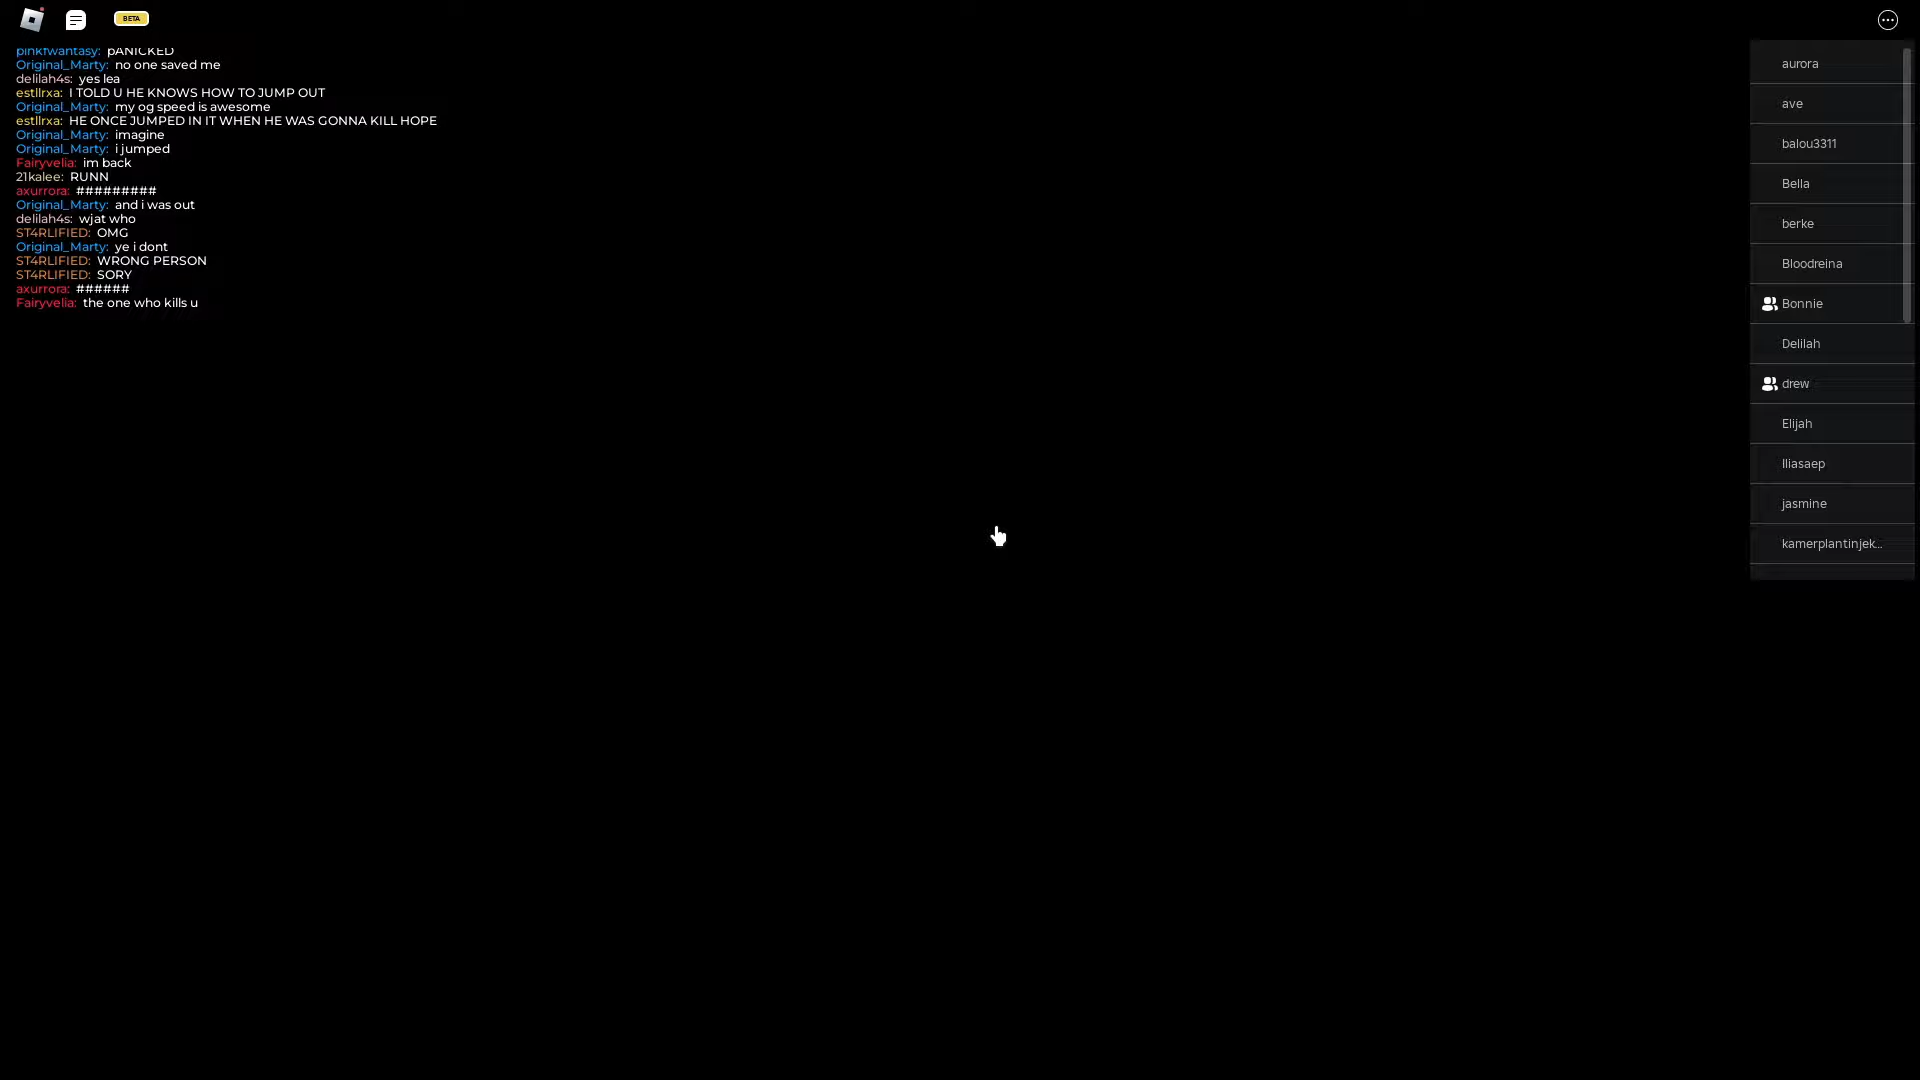 BETA
pinkfwantasy: pANICKED
Original_Marty: no one saved me
delilah4s: yes lea
estllrxa: I TOLD U HE KNOWS HOW TO JUMP OUT
Original_Marty: my og speed is awesome
estllrxa: HE ONCE JUMPED IN IT WHEN HE WAS GONNA KILL HOPE
Original_Marty: imagine
Original_Marty: i jumped
Fairyvelia: im back
21kalee: RUNN
axurrora: #########
Original_Marty: and i was out
delilah4s: wjat who
ST4RLIFIED: OMG
Original_Marty: ye i dont
ST4RLIFIED: WRONG PERSON
ST4RLIFIED: SORY
axurrora: ######
Fairyvelia: the one who kills u
aurora
ave
balou3311
Bella
berke
Bloodreina
Bonnie
Delilah
drew
Elijah
Iliasaep
jasmine
kamerplantinjek...